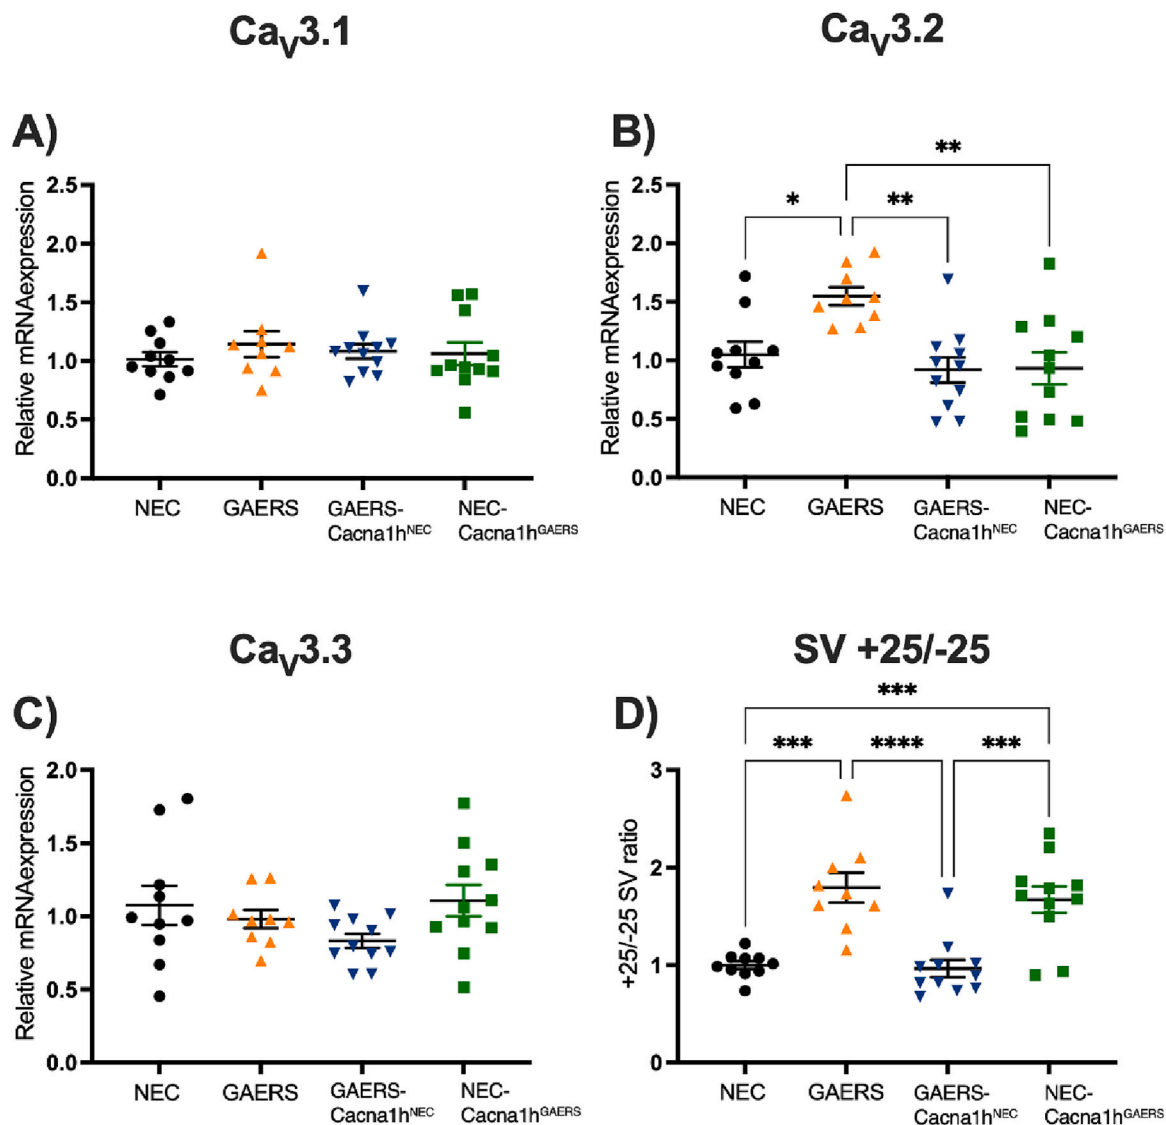 CaV3.1
CaV3.2
A)
B)
** 
* **
Relative mRNAexpression
2.5
2.0
1.5
1.0
0.5
0.0
NEC GAERS GAERS-Cacna1hNEC NEC-Cacna1hGAERS
Relative mRNAexpression
2.5
2.0
1.5
1.0
0.5
0.0
NEC GAERS GAERS-Cacna1hNEC NEC-Cacna1hGAERS
CaV3.3
SV +25/-25
C)
D)
***
*** **** ***
Relative mRNAexpression
2.0
1.5
1.0
0.5
0.0
NEC GAERS GAERS-Cacna1hNEC NEC-Cacna1hGAERS
+25/-25 SV ratio
3
2
1
0
NEC GAERS GAERS-Cacna1hNEC NEC-Cacna1hGAERS